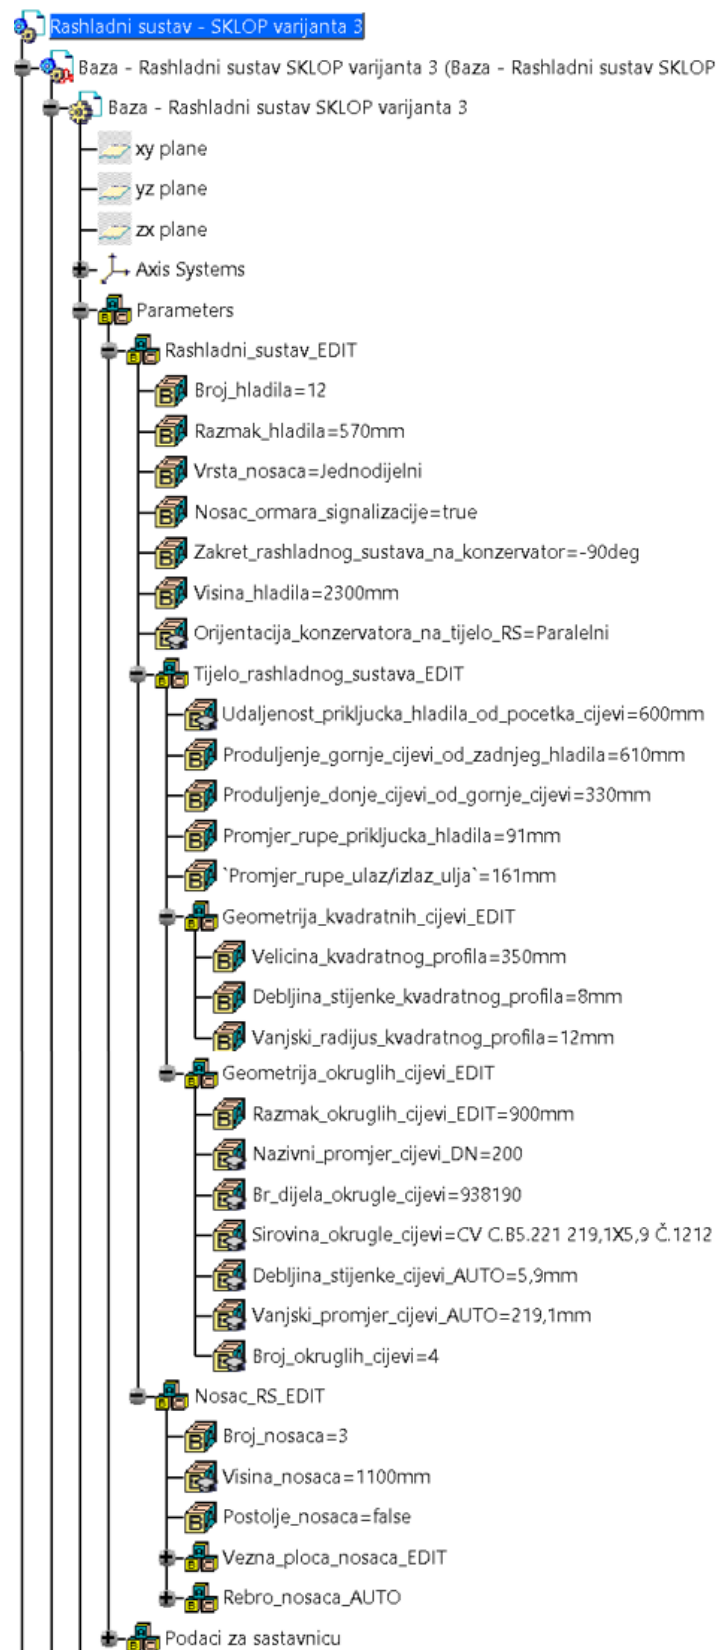 Rashladni sustav - SKLOP varijanta 3
Baza - Rashladni sustav SKLOP varijanta 3 (Baza - Rashladni sustav SKLOP
Baza - Rashladni sustav SKLOP varijanta 3
xy plane
yz plane
zx plane
Axis Systems
Parameters
Rashladni_sustav_EDIT
Broj_hladila=12
Razmak_hladila=570mm
Vrsta_nosaca=Jednodijelni
Nosac_ormara_signalizacije=true
Zakret_rashladnog_sustava_na_konzervator=-90deg
Visina_hladila=2300mm
Orijentacija_konzervatora_na_tijelo_RS=Paralelni
Tijelo_rashladnog_sustava_EDIT
Udaljenost_prikljucka_hladila_od_pocetka_cijevi=600mm
Produljenje_gornje_cijevi_od_zadnjeg_hladila=610mm
Produljenje_donje_cijevi_od_gornje_cijevi=330mm
Promjer_rupe_prikljucka_hladila=91mm
`Promjer_rupe_ulaz/izlaz_ulja`=161mm
Geometrija_kvadratnih_cijevi_EDIT
Velicina_kvadratnog_profila=350mm
Debljina_stijenke_kvadratnog_profila=8mm
Vanjski_radijus_kvadratnog_profila=12mm
Geometrija_okruglih_cijevi_EDIT
Razmak_okruglih_cijevi_EDIT=900mm
Nazivni_promjer_cijevi_DN=200
Br_dijela_okrugle_cijevi=938190
Sirovina_okrugle_cijevi=CV C.B5.221 219,1X5,9 Č.1212
Debljina_stijenke_cijevi_AUTO=5,9mm
Vanjski_promjer_cijevi_AUTO=219,1mm
Broj_okruglih_cijevi=4
Nosac_RS_EDIT
Broj_nosaca=3
Visina_nosaca=1100mm
Postolje_nosaca=false
Vezna_ploca_nosaca_EDIT
Rebro_nosaca_AUTO
Podaci za sastavnicu